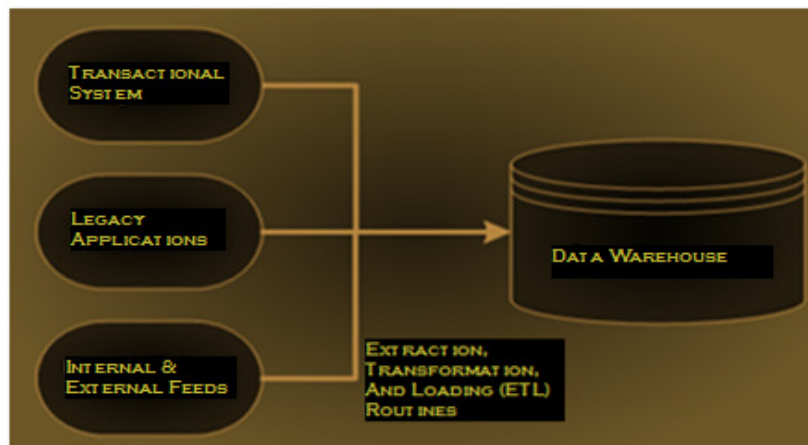 Transactional
System
Legacy
Applications
Data Warehouse
Internal &
External Feeds
Extraction,
Transformation,
And Loading (ETL)
Routines